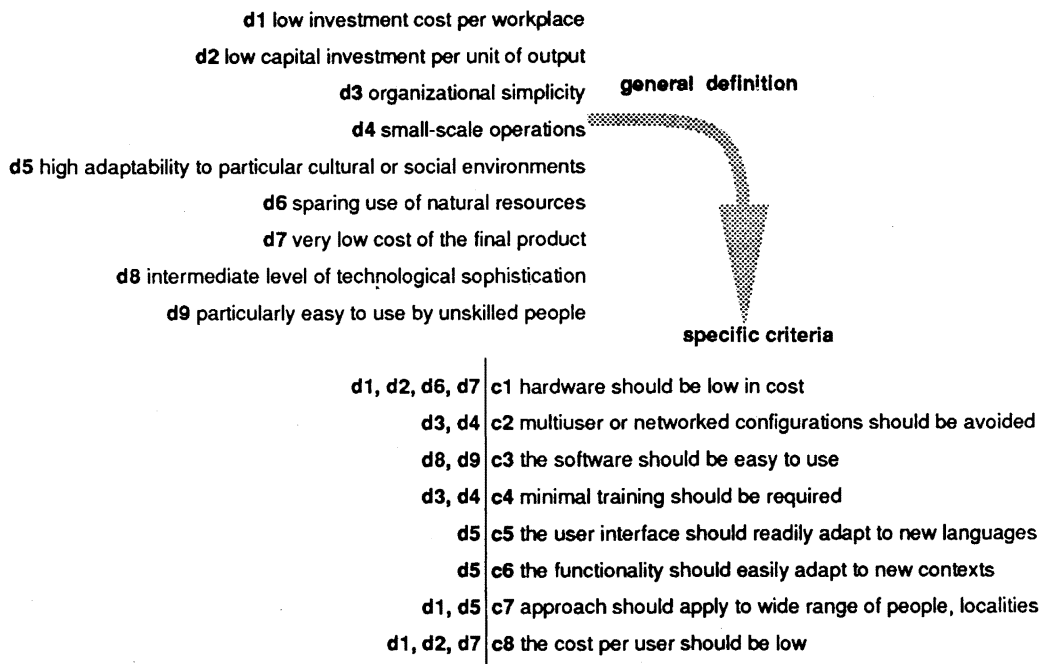 d1 low investment cost per workplace
d2 low capital investment per unit of output
d3 organizational simplicity
general definition
d4 small-scale operations
d5 high adaptability to particular cultural or social environments
d6 sparing use of natural resources
d7 very low cost of the final product
d8 intermediate level of technological sophistication
d9 particularly easy to use by unskilled people
specific criteria
d1, d2, d6, d7 c1 hardware should be low in cost
d3, d4 c2 multiuser or networked configurations should be avoided
d8, d9 c3 the software should be easy to use
d3, d4 c4 minimal training should be required
d5 c5 the user interface should readily adapt to new languages
d5 c6 the functionality should easily adapt to new contexts
d1, d5 c7 approach should apply to wide range of people, localities
d1, d2, d7 c8 the cost per user should be low